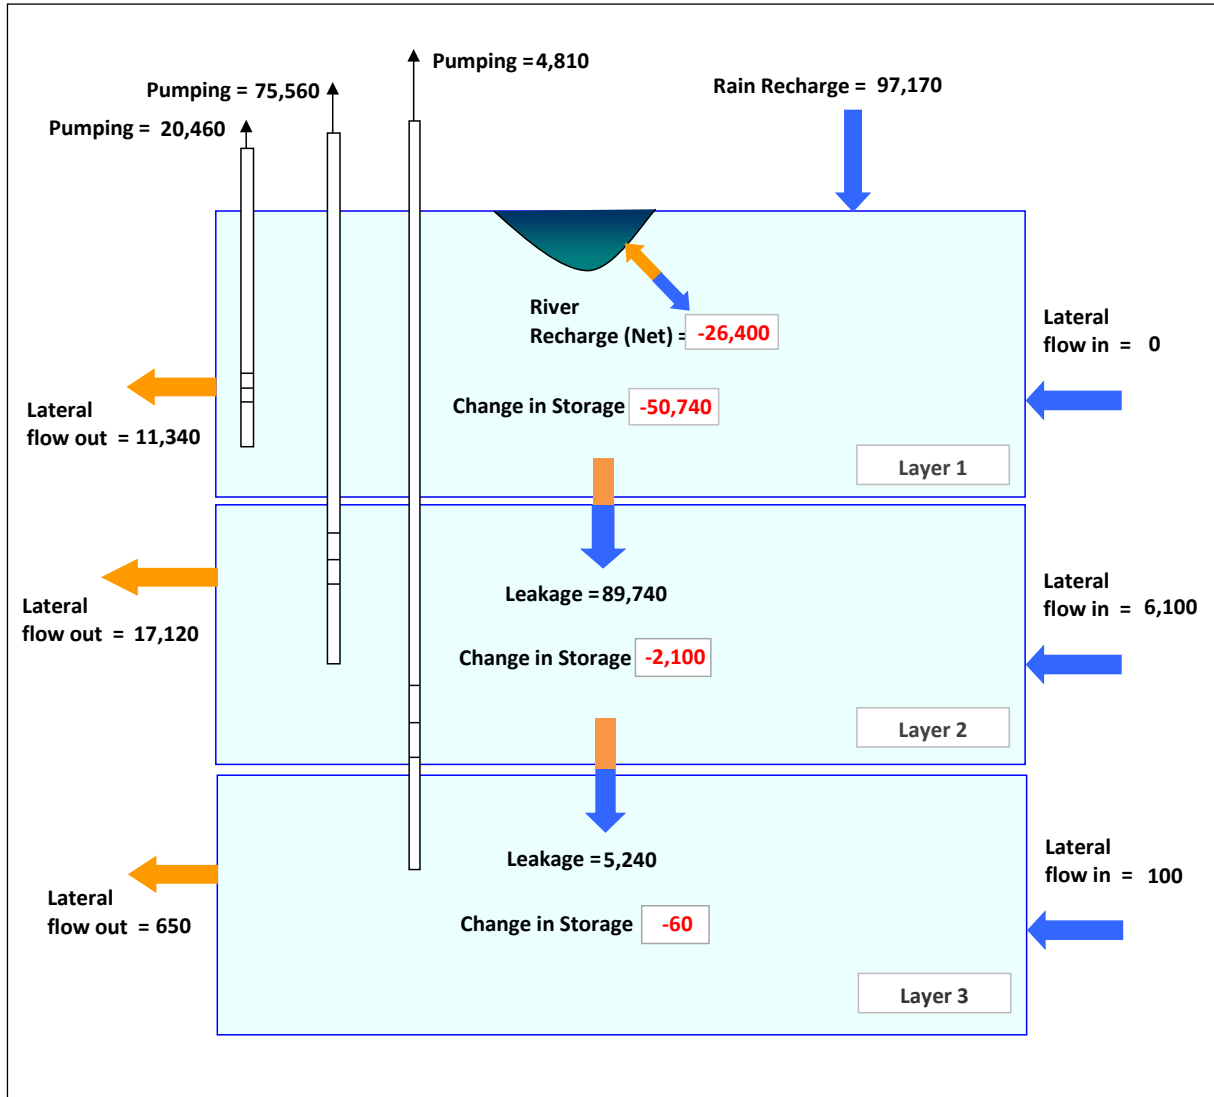 Pumping = 4,810
Pumping = 75,560
Rain Recharge = 97,170
Pumping = 20,460
River
Recharge (Net) = -26,400
Lateral
flow in = 0
Change in Storage -50,740
Lateral
flow out = 11,340
Layer 1
Leakage = 89,740
Lateral
flow in = 6,100
Lateral
flow out = 17,120
Change in Storage -2,100
Layer 2
Leakage = 5,240
Lateral
flow in = 100
Lateral
flow out = 650
Change in Storage -60
Layer 3